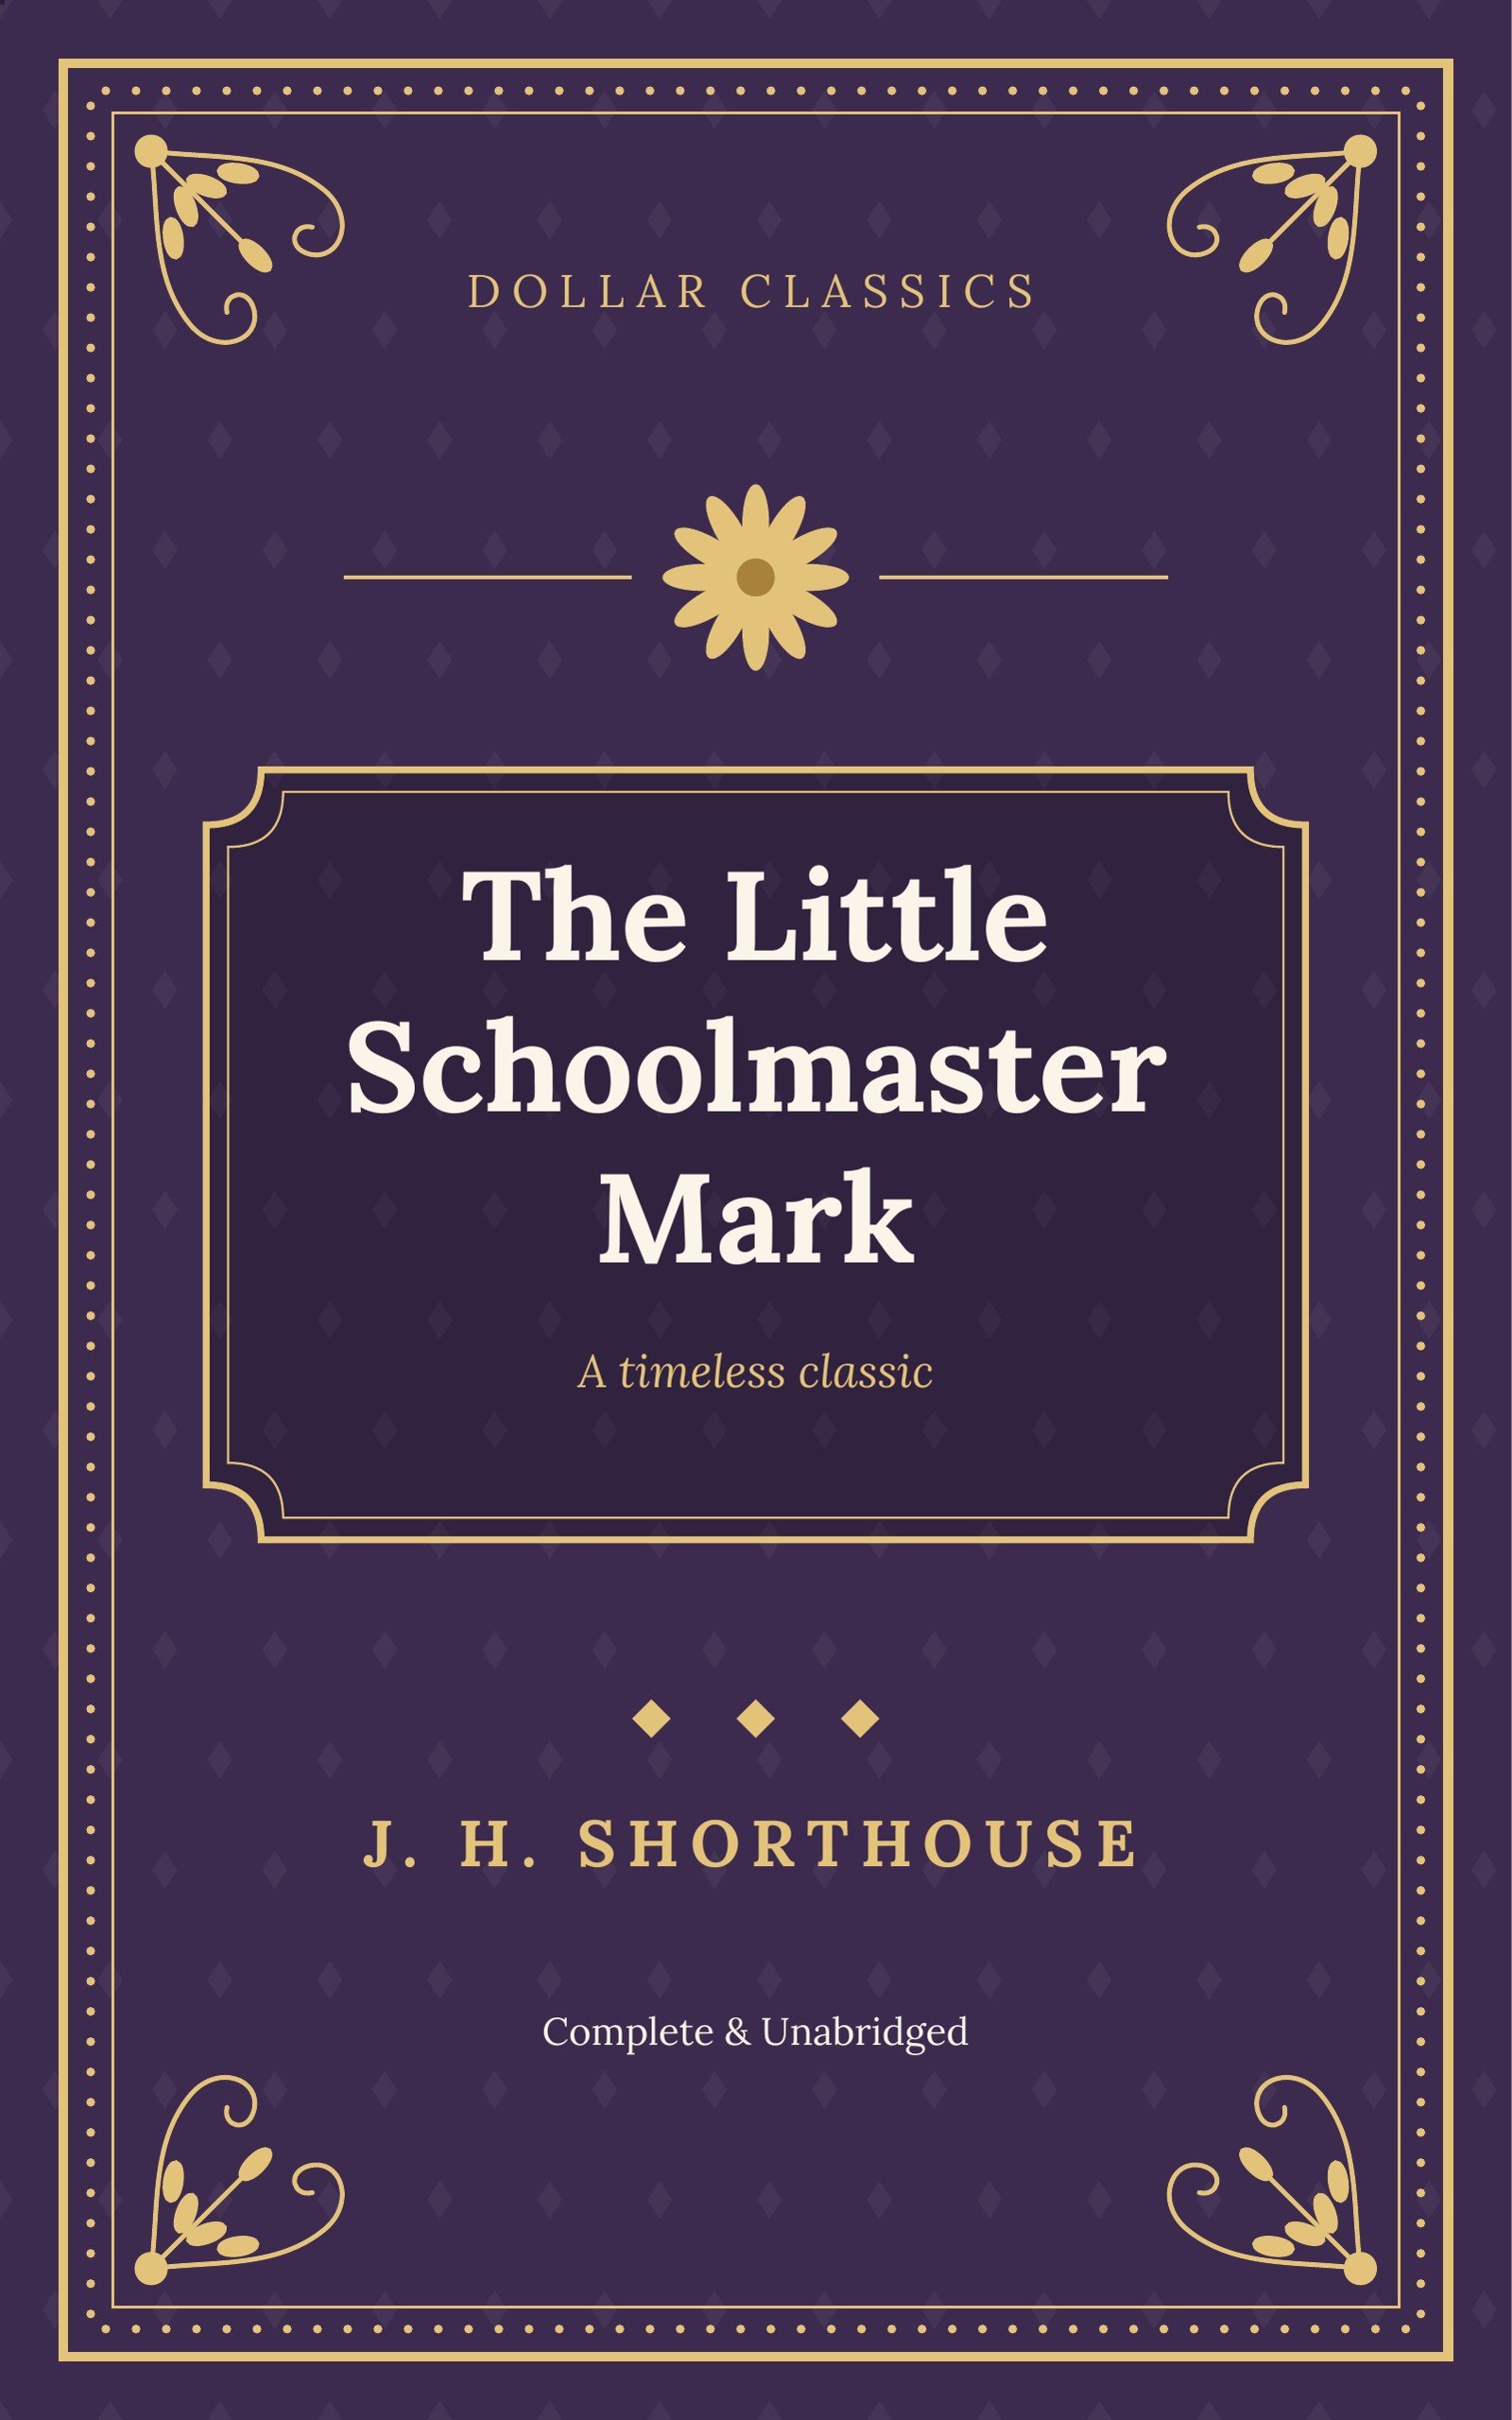 DOLLAR CLASSICS
The Little
Schoolmaster
Mark
A timeless classic
J. H. SHORTHOUSE
Complete & Unabridged